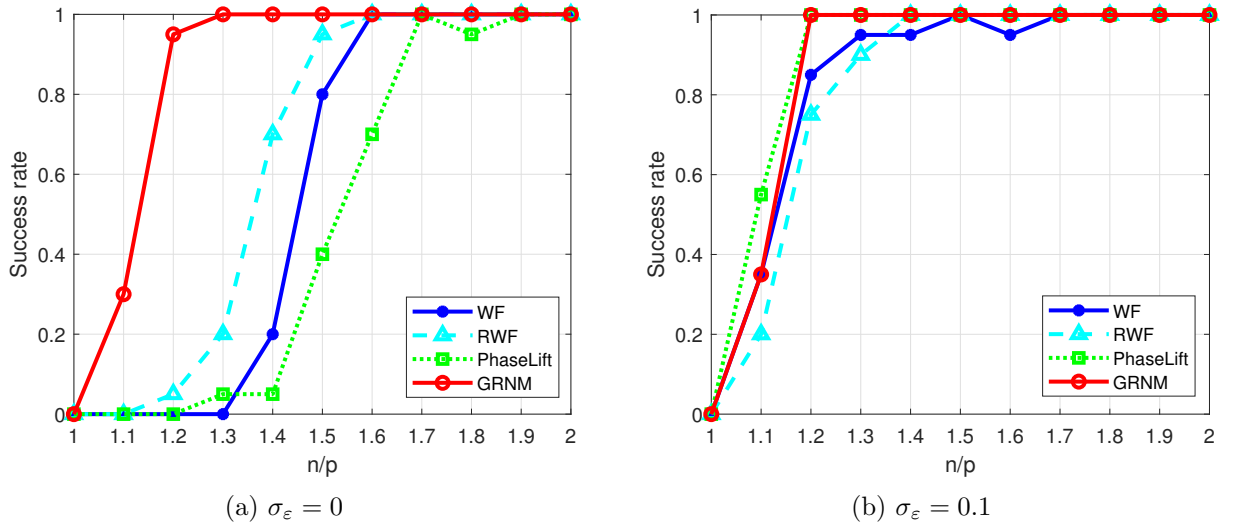 1
0.8
0.6
0.4
0.2
0
Success rate
1 1.1 1.2 1.3 1.4 1.5 1.6 1.7 1.8 1.9 2
n/p
WF
RWF
PhaseLift
GRNM
(a) σ_ε = 0
1
0.8
0.6
0.4
0.2
0
Success rate
1 1.1 1.2 1.3 1.4 1.5 1.6 1.7 1.8 1.9 2
n/p
WF
RWF
PhaseLift
GRNM
(b) σ_ε = 0.1